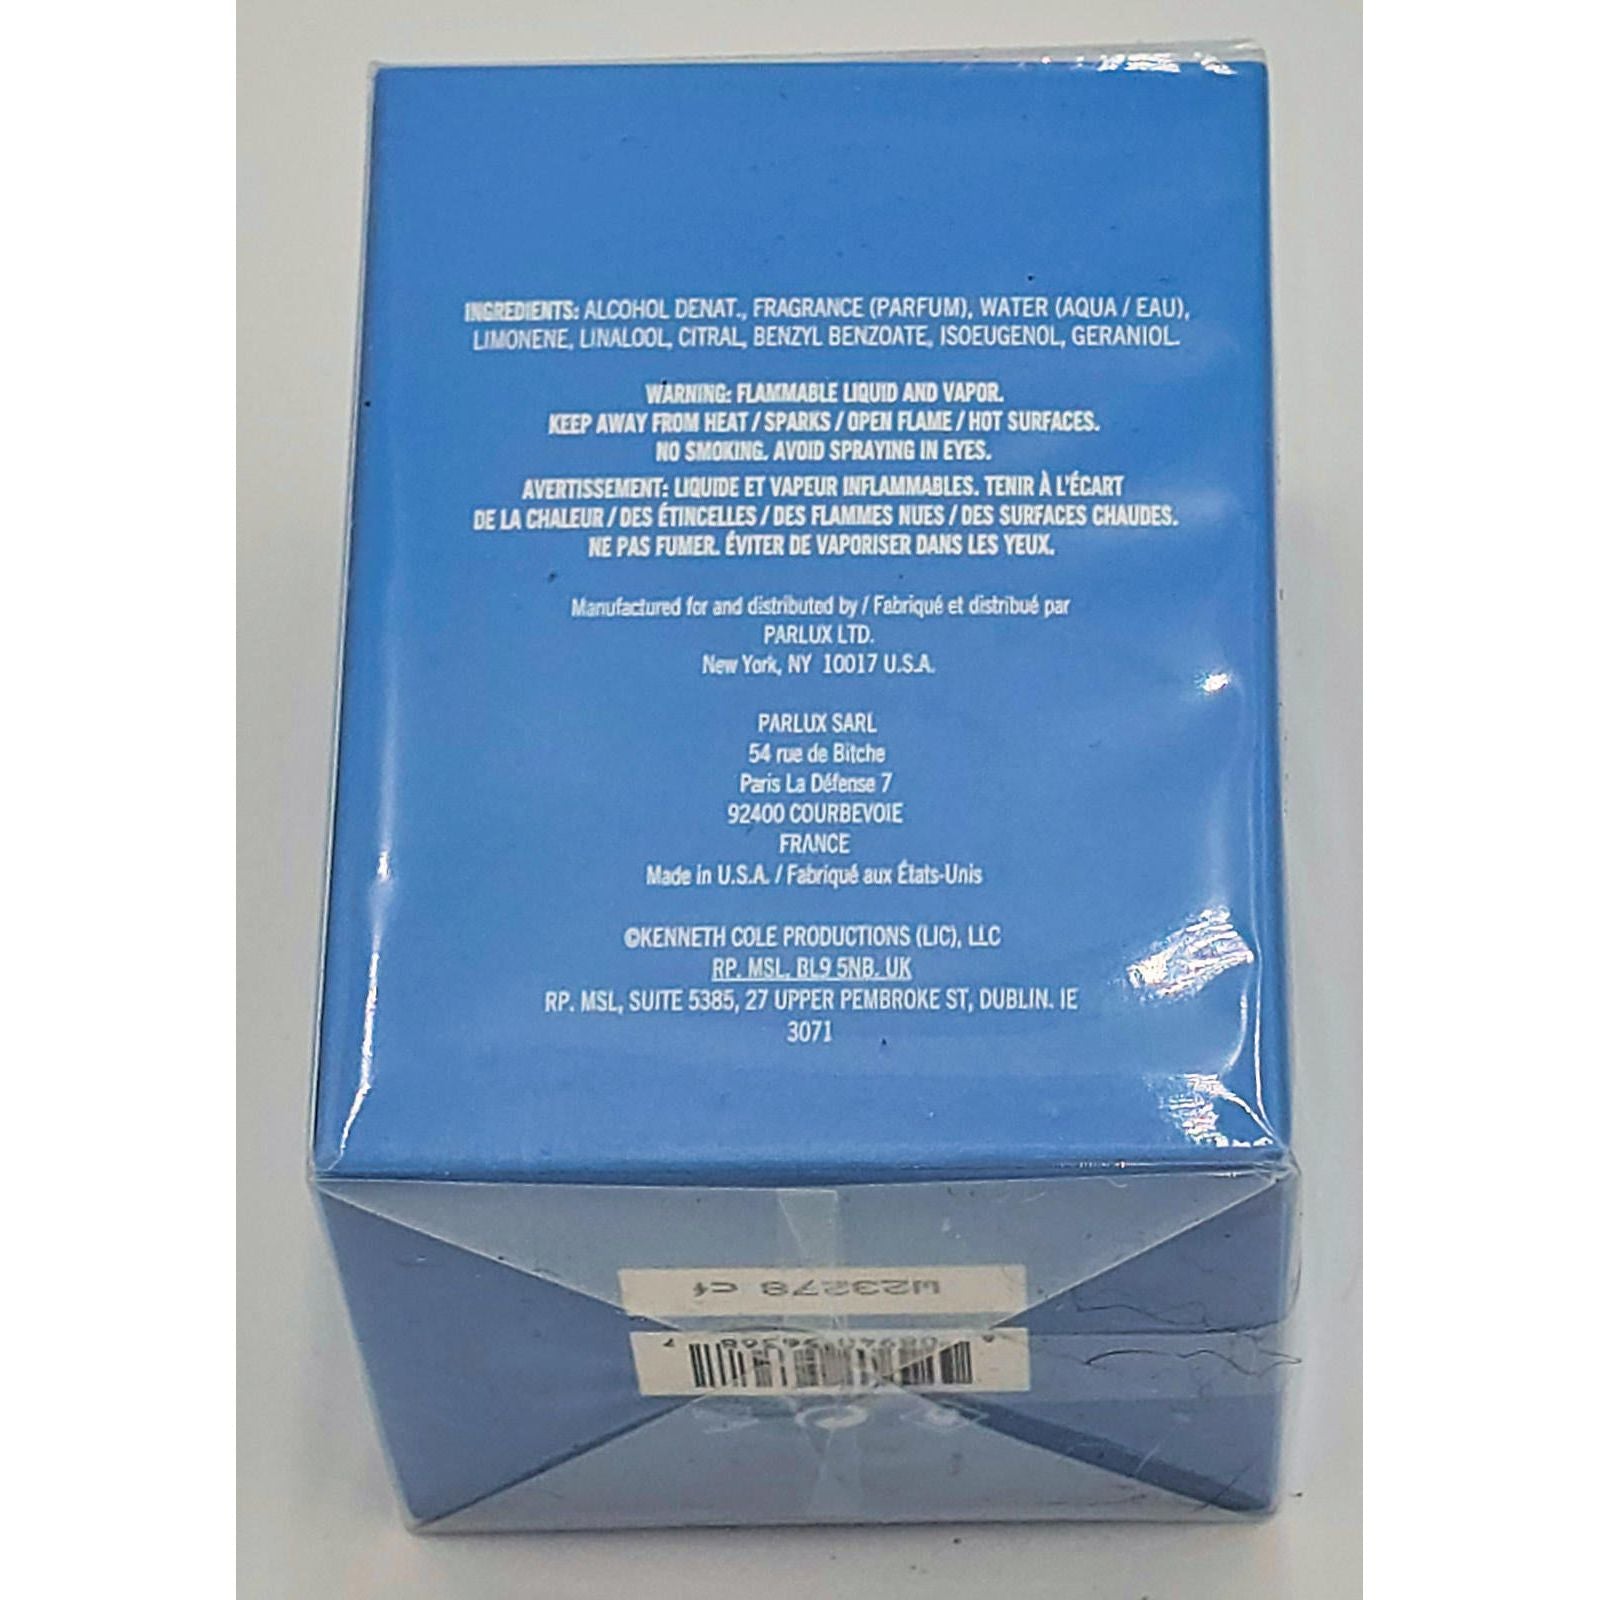 INGREDIENTS: ALCOHOL DENAT., FRAGRANCE (PARFUM), WATER (AQUA / EAU),
LIMONENE, LINALOOL, CITRAL, BENZYL BENZOATE, ISOEUGENOL, GERANIOL.
WARNING: FLAMMABLE LIQUID AND VAPOR.
KEEP AWAY FROM HEAT / SPARKS / OPEN FLAME / HOT SURFACES.
NO SMOKING. AVOID SPRAYING IN EYES.
AVERTISSEMENT: LIQUIDE ET VAPEUR INFLAMMABLES. TENIR À L'ÉCART
DE LA CHALEUR / DES ÉTINCELLES / DES FLAMMES NUES / DES SURFACES CHAUDES.
NE PAS FUMER. ÉVITER DE VAPORISER DANS LES YEUX.
Manufactured for and distributed by / Fabriqué et distribué par
PARLUX LTD.
New York, NY 10017 U.S.A.
PARLUX SARL
54 rue de Bitche
Paris La Défense 7
92400 COURBEVOIE
FRANCE
Made in U.S.A. / Fabriqué aux États-Unis
©KENNETH COLE PRODUCTIONS (LIC), LLC
RP. MSL, BL9 5NB. UK
RP. MSL, SUITE 5385, 27 UPPER PEMBROKE ST, DUBLIN. IE
3071
W23278 cf